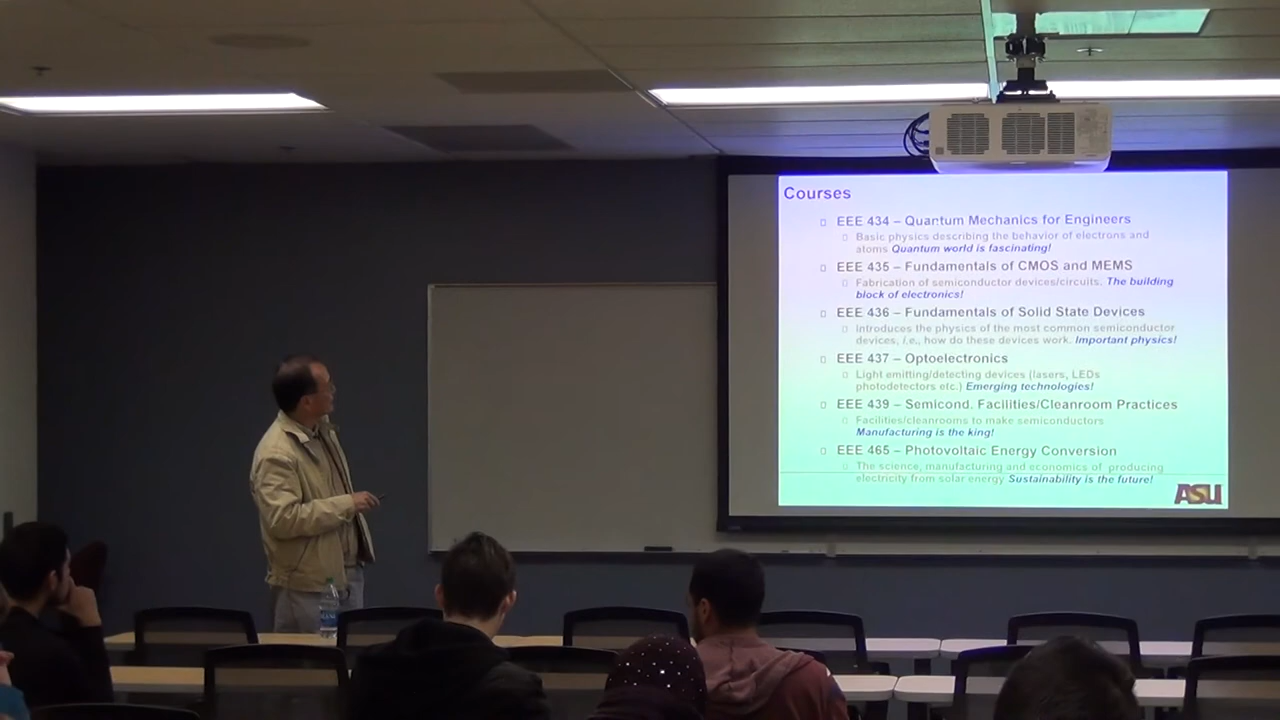 Courses
EEE 434 – Quantum Mechanics for Engineers
Basic physics describing the behavior of electrons and
atoms Quantum world is fascinating!
EEE 435 – Fundamentals of CMOS and MEMS
Fabrication of semiconductor devices/circuits. The building
block of electronics!
EEE 436 – Fundamentals of Solid State Devices
Introduces the physics of the most common semiconductor
devices, i.e., how do these devices work. Important physics!
EEE 437 – Optoelectronics
Light emitting/detecting devices (lasers, LEDs
photodetectors etc.) Emerging technologies!
EEE 439 – Semicond. Facilities/Cleanroom Practices
Facilities/cleanrooms to make semiconductors
Manufacturing is the king!
EEE 465 – Photovoltaic Energy Conversion
The science, manufacturing and economics of producing
electricity from solar energy Sustainability is the future!
ASU